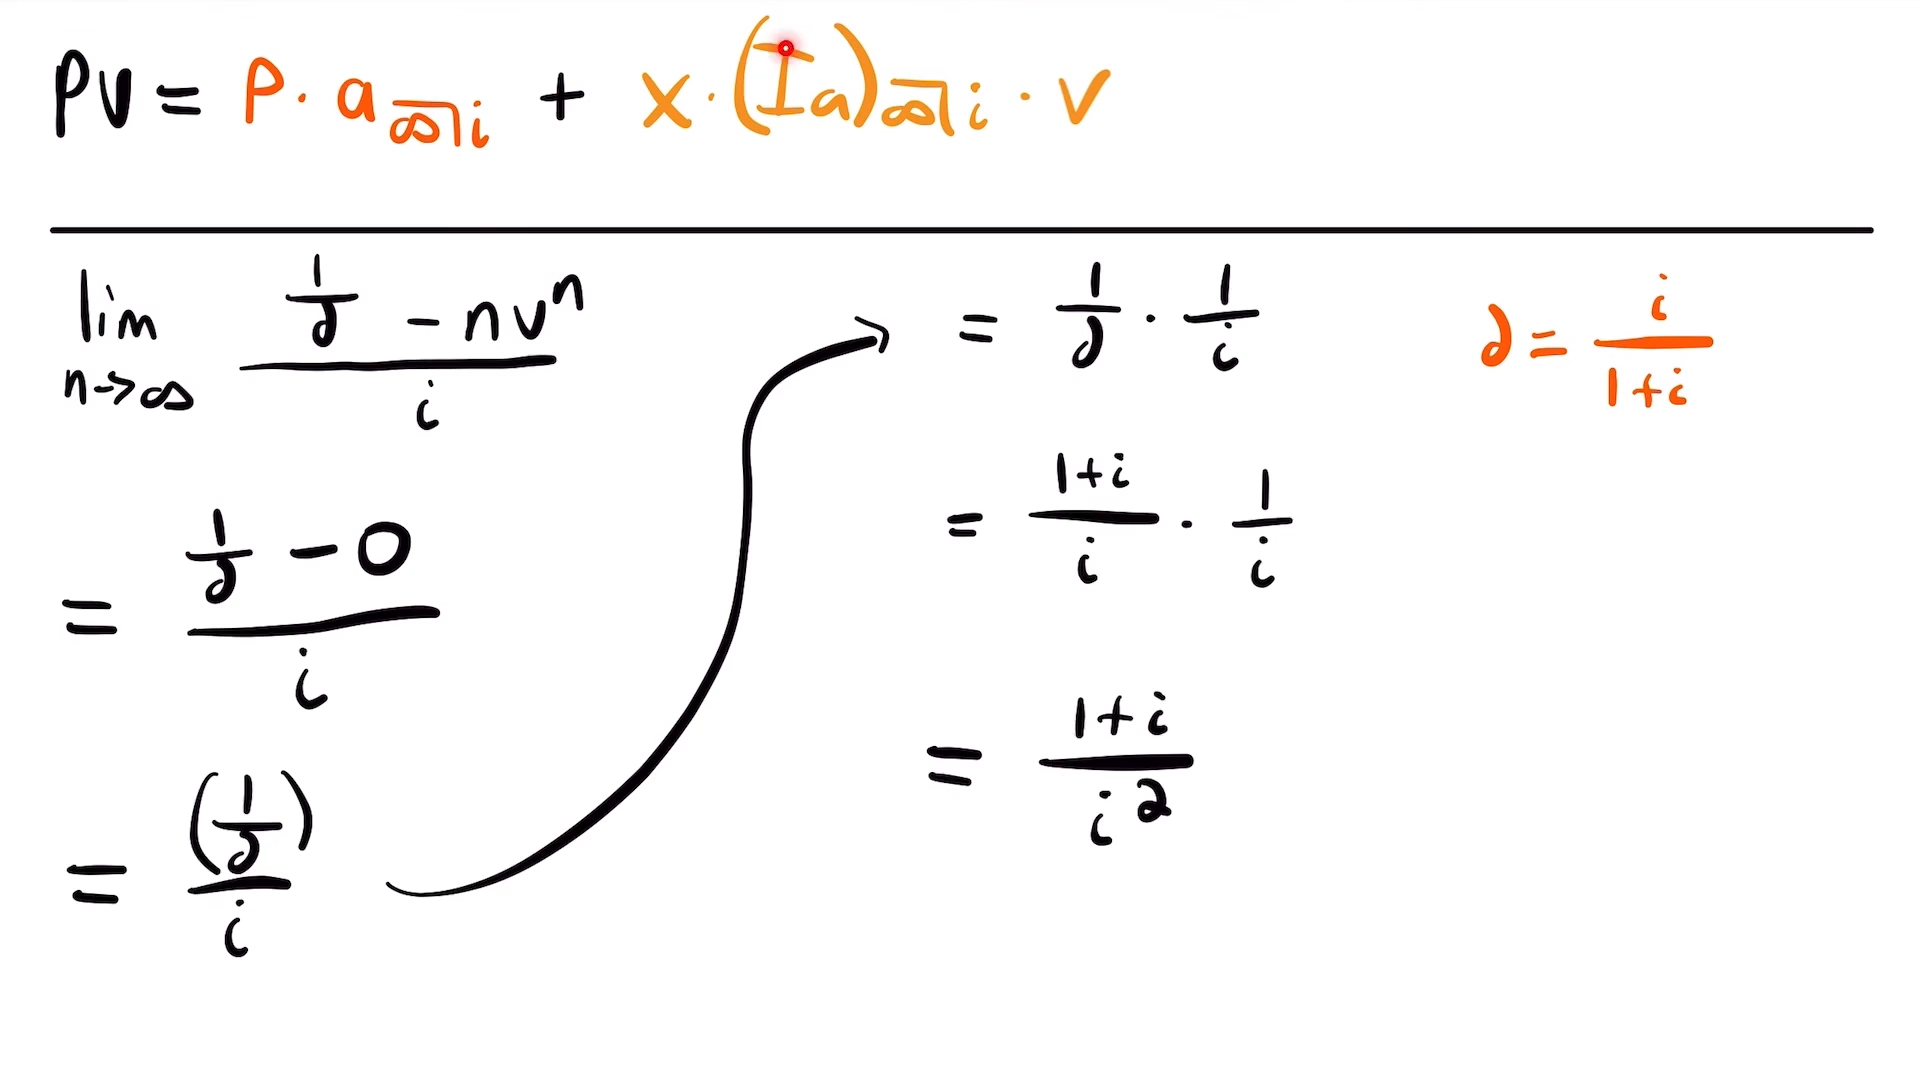 PV = P · a∞⌉i + X · (Ia)∞⌉i · v
lim n→∞ (1/d − nvⁿ) / i
= (1/d − 0) / i
= (1/d) / i
= 1/d · 1/i
d = i / (1+i)
= (1+i)/i · 1/i
= (1+i) / i²